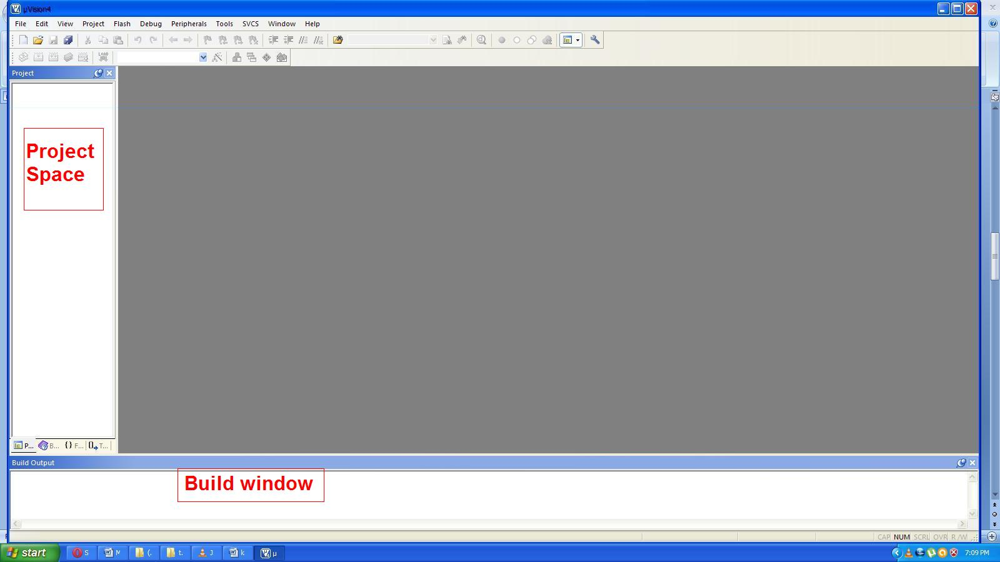 µVision4
File Edit View Project Flash Debug Peripherals Tools SVCS Window Help
LOAD
Project
Project
Space
P... B... {} F... T...
Build Output
Build window
CAP NUM SCRL OVR R/W
start S M (. t. J k µ 7:09 PM